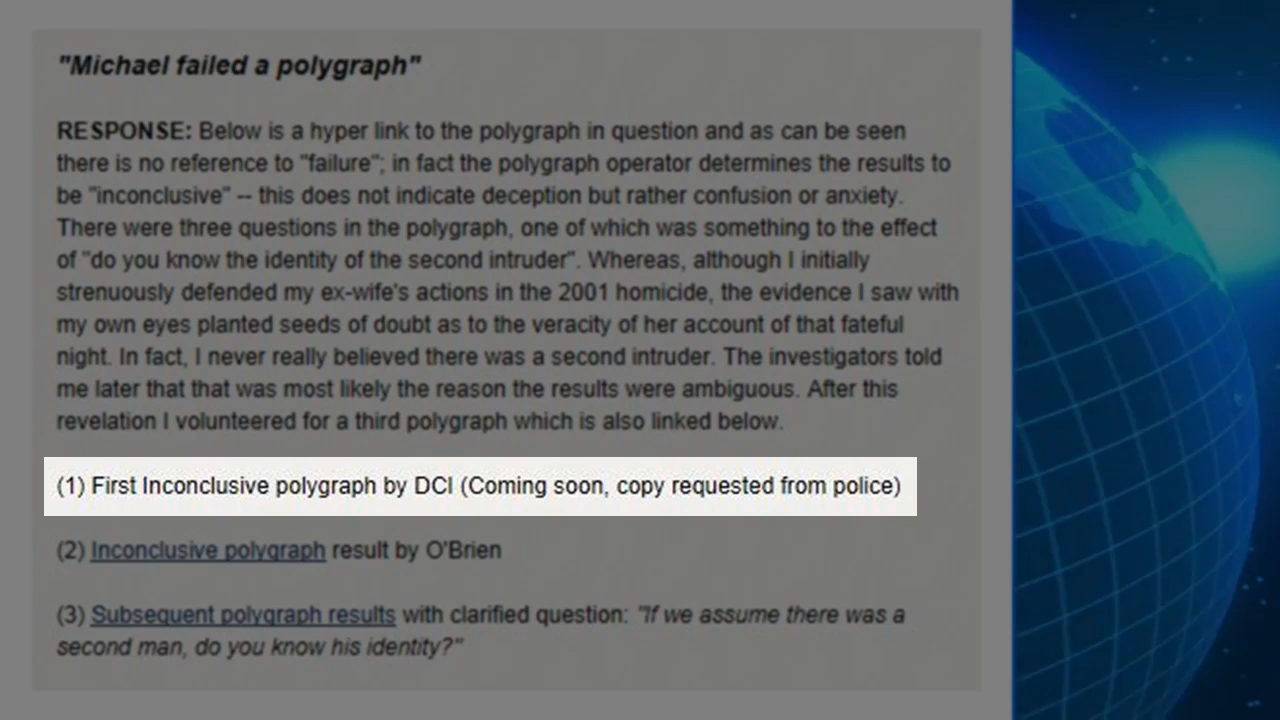 "Michael failed a polygraph"
RESPONSE: Below is a hyper link to the polygraph in question and as can be seen
there is no reference to "failure"; in fact the polygraph operator determines the results to
be "inconclusive" -- this does not indicate deception but rather confusion or anxiety.
There were three questions in the polygraph, one of which was something to the effect
of "do you know the identity of the second intruder". Whereas, although I initially
strenuously defended my ex-wife's actions in the 2001 homicide, the evidence I saw with
my own eyes planted seeds of doubt as to the veracity of her account of that fateful
night. In fact, I never really believed there was a second intruder. The investigators told
me later that that was most likely the reason the results were ambiguous. After this
revelation I volunteered for a third polygraph which is also linked below.
(1) First Inconclusive polygraph by DCI (Coming soon, copy requested from police)
(2) Inconclusive polygraph result by O'Brien
(3) Subsequent polygraph results with clarified question: "If we assume there was a
second man, do you know his identity?"